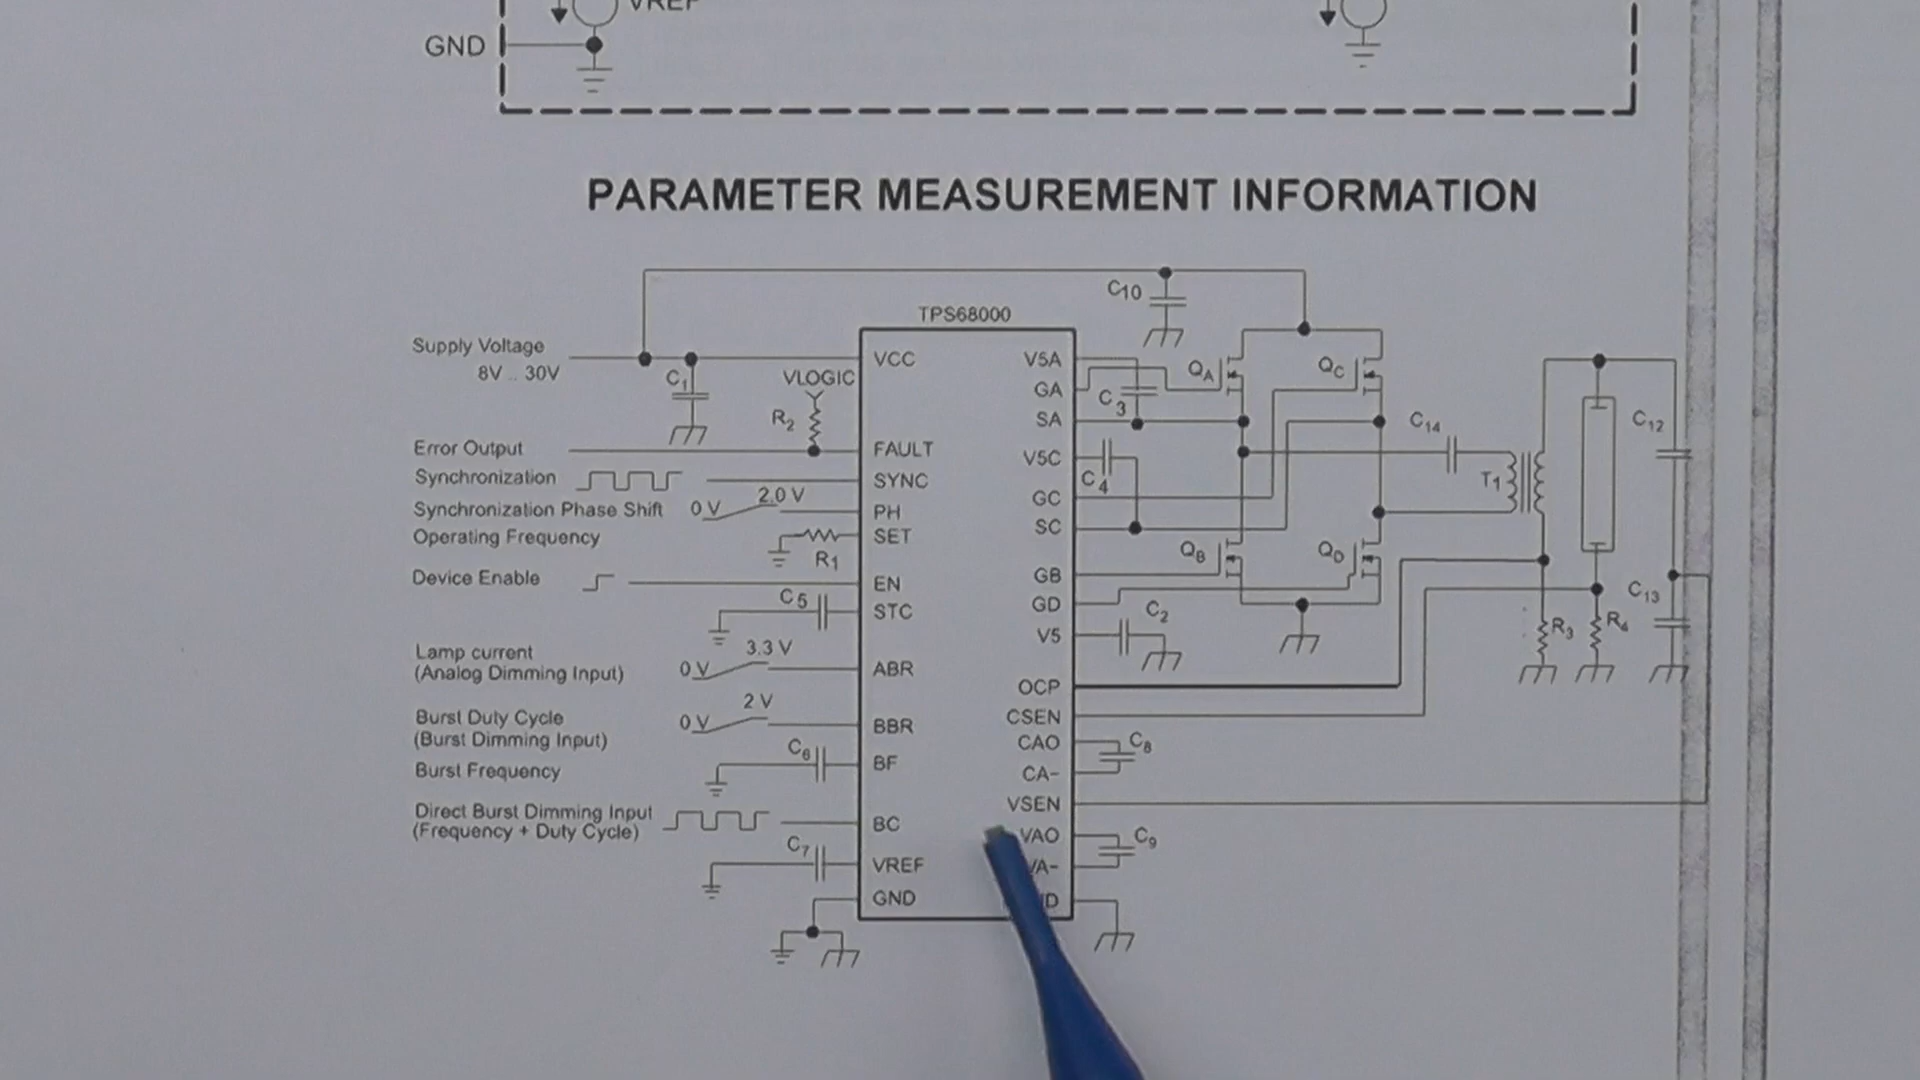 GND
PARAMETER MEASUREMENT INFORMATION
TPS68000
Supply Voltage
8V .. 30V
C1
VCC
VLOGIC
R2
Error Output
FAULT
Synchronization
SYNC
Synchronization Phase Shift 0 V 2.0 V
PH
Operating Frequency
R1
SET
Device Enable
EN
C5
STC
Lamp current
(Analog Dimming Input)
0 V 3.3 V
ABR
Burst Duty Cycle
(Burst Dimming Input)
0 V 2 V
BBR
Burst Frequency
C6
BF
Direct Burst Dimming Input
(Frequency + Duty Cycle)
BC
C7
VREF
GND
C10
V5A
GA
SA
C3
V5C
C4
GC
SC
GB
GD
V5
C2
OCP
CSEN
CAO
CA-
C8
VSEN
VAO
VA-
C9
QA
QC
QB
QD
C14
T1
C12
C13
R3
R4